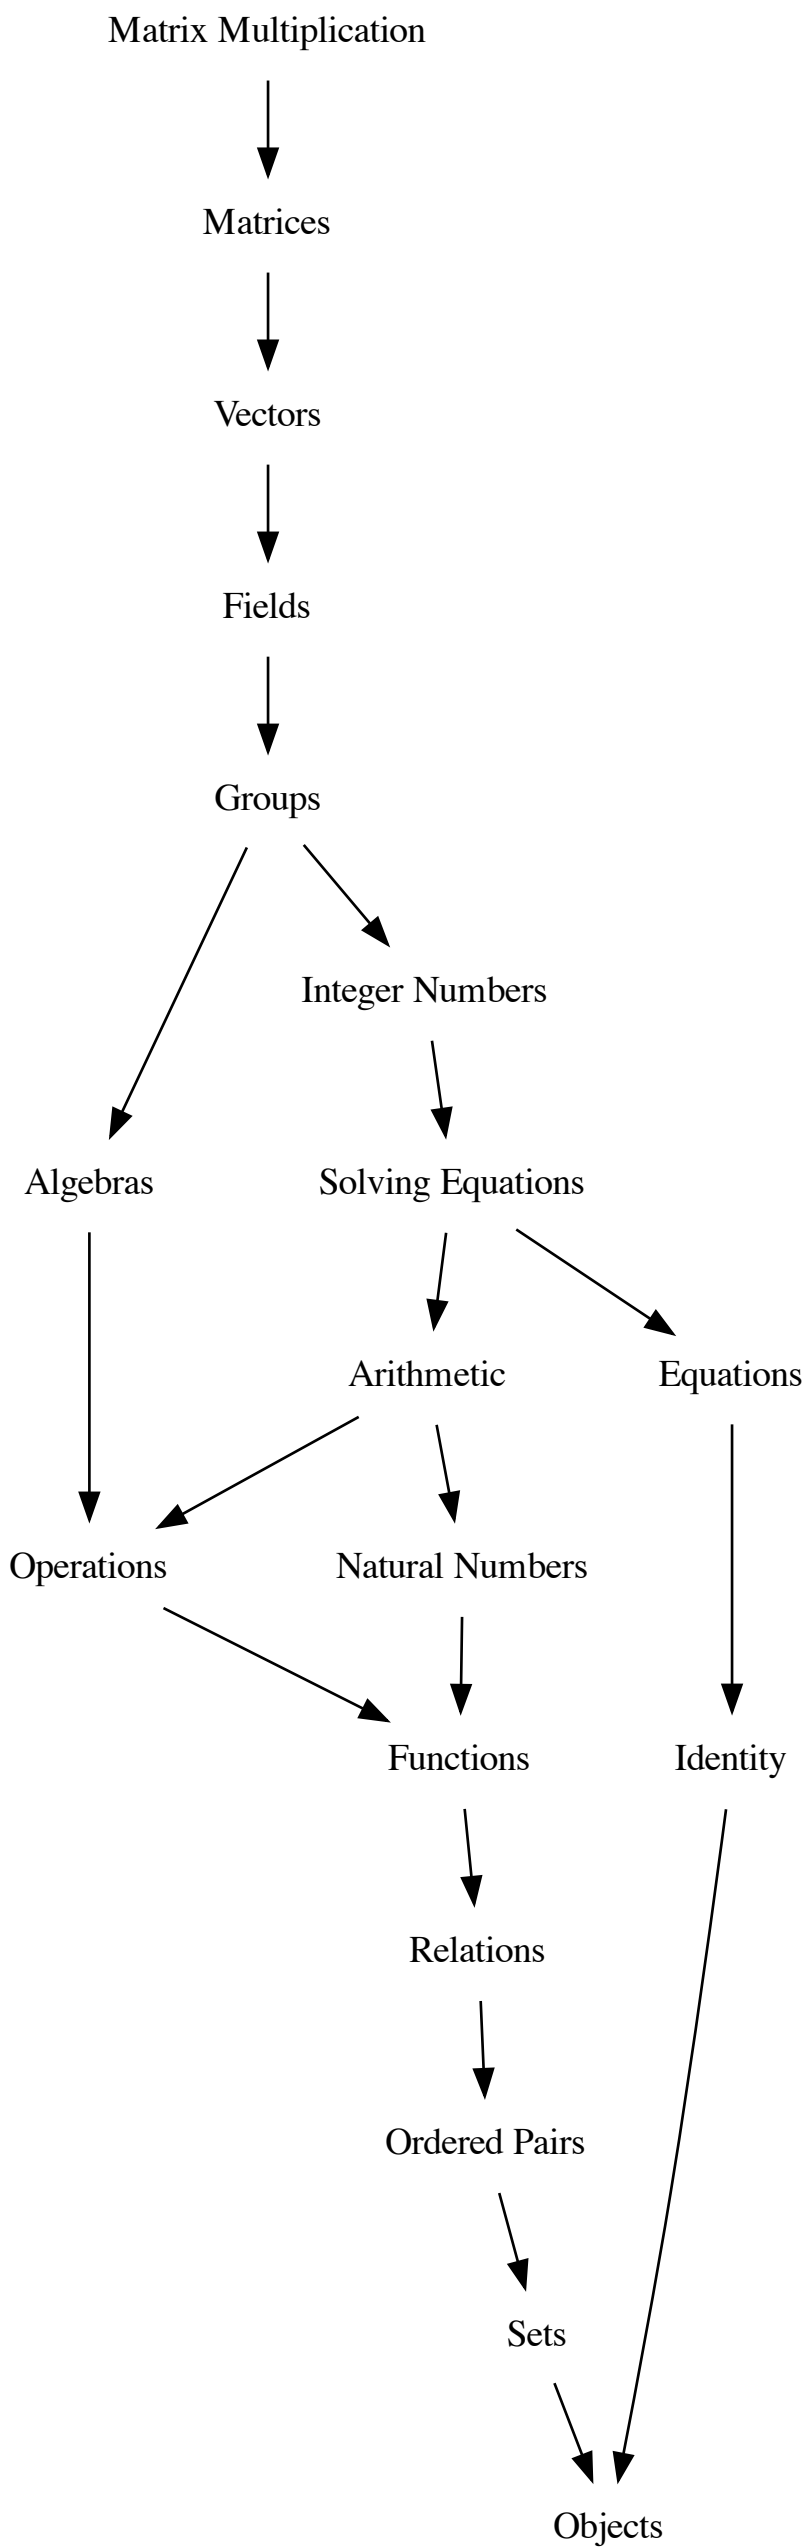 Matrix Multiplication
Matrices
Vectors
Fields
Groups
Integer Numbers
Algebras
Solving Equations
Arithmetic
Equations
Operations
Natural Numbers
Functions
Identity
Relations
Ordered Pairs
Sets
Objects